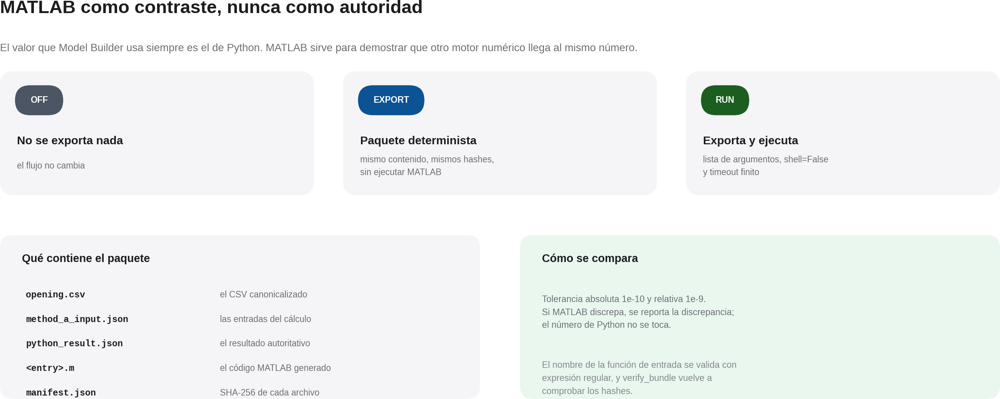 MATLAB como contraste, nunca como autoridad
El valor que Model Builder usa siempre es el de Python. MATLAB sirve para demostrar que otro motor numérico llega al mismo número.
OFF
No se exporta nada
el flujo no cambia
EXPORT
Paquete determinista
mismo contenido, mismos hashes,
sin ejecutar MATLAB
RUN
Exporta y ejecuta
lista de argumentos, shell=False
y timeout finito
Qué contiene el paquete
opening.csv el CSV canonicalizado
method_a_input.json las entradas del cálculo
python_result.json el resultado autoritativo
<entry>.m el código MATLAB generado
manifest.json SHA-256 de cada archivo
Cómo se compara
Tolerancia absoluta 1e-10 y relativa 1e-9.
Si MATLAB discrepa, se reporta la discrepancia;
el número de Python no se toca.
El nombre de la función de entrada se valida con
expresión regular, y verify_bundle vuelve a
comprobar los hashes.